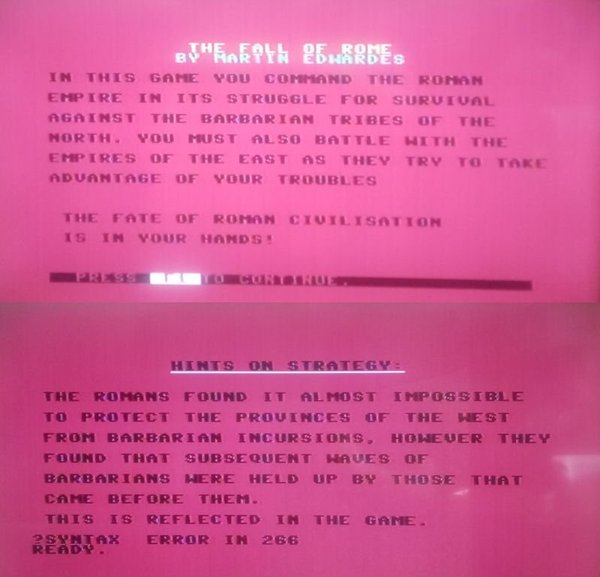 THE FALL OF ROME
BY MARTIN EDWARDES
IN THIS GAME YOU COMMAND THE ROMAN
EMPIRE IN ITS STRUGGLE FOR SURVIVAL
AGAINST THE BARBARIAN TRIBES OF THE
NORTH. YOU MUST ALSO BATTLE WITH THE
EMPIRES OF THE EAST AS THEY TRY TO TAKE
ADVANTAGE OF YOUR TROUBLES
THE FATE OF ROMAN CIVILISATION
IS IN YOUR HANDS!
PRESS TO CONTINUE.
HINTS ON STRATEGY:
THE ROMANS FOUND IT ALMOST IMPOSSIBLE
TO PROTECT THE PROVINCES OF THE WEST
FROM BARBARIAN INCURSIONS, HOWEVER THEY
FOUND THAT SUBSEQUENT WAVES OF
BARBARIANS WERE HELD UP BY THOSE THAT
CAME BEFORE THEM.
THIS IS REFLECTED IN THE GAME.
?SYNTAX ERROR IN 266
READY.